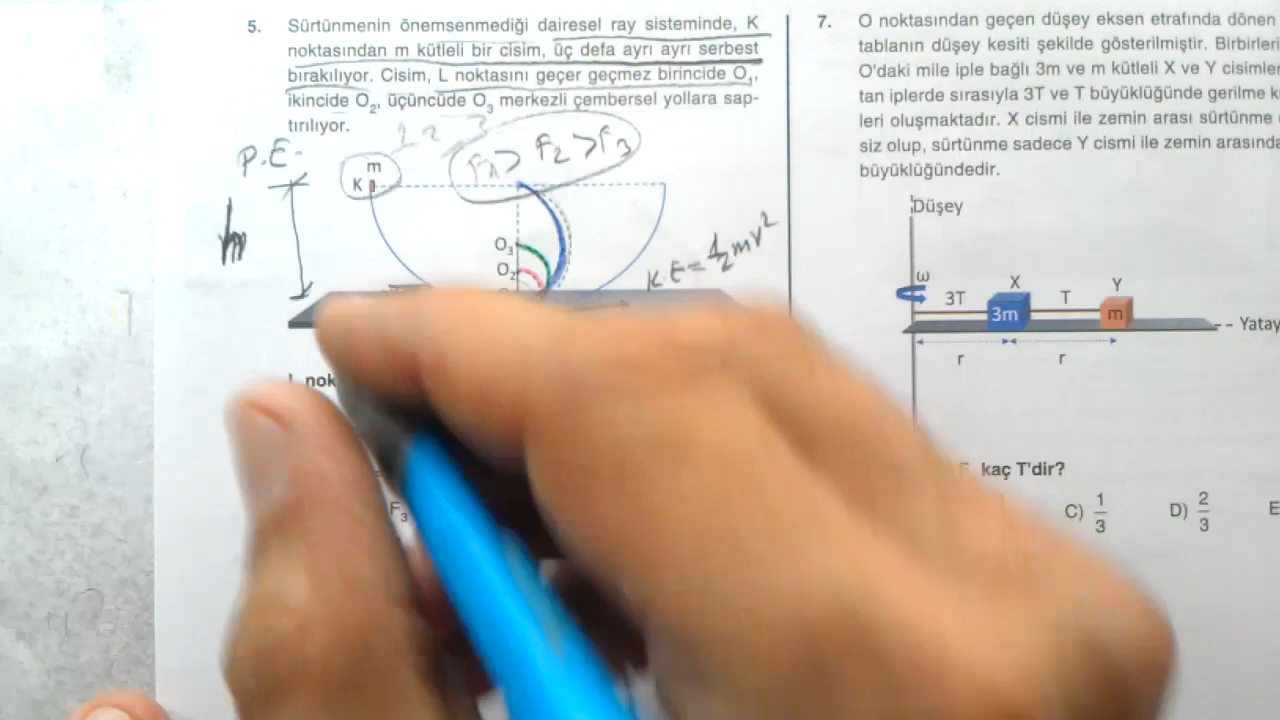 5. Sürtünmenin önemsenmediği dairesel ray sisteminde, K
noktasından m kütleli bir cisim, üç defa ayrı ayrı serbest
bırakılıyor. Cisim, L noktasını geçer geçmez birincide O₁,
ikincide O₂, üçüncüde O₃ merkezli çembersel yollara sap-
tırılıyor.
P.E.
m
K
F₁ > F₂ > F₃
h
O₃
O₂
K.E = 1/2 mv²
nok
F₃
7. O noktasından geçen düşey eksen etrafında dönen
tablanın düşey kesiti şekilde gösterilmiştir. Birbirleri
O'daki mile iple bağlı 3m ve m kütleli X ve Y cisimler
tan iplerde sırasıyla 3T ve T büyüklüğünde gerilme k
leri oluşmaktadır. X cismi ile zemin arası sürtünme
siz olup, sürtünme sadece Y cismi ile zemin arasında
büyüklüğündedir.
Düşey
ω
3T X T Y
3m m
Yatay
r r
kaç T'dir?
C) 1/3 D) 2/3 E